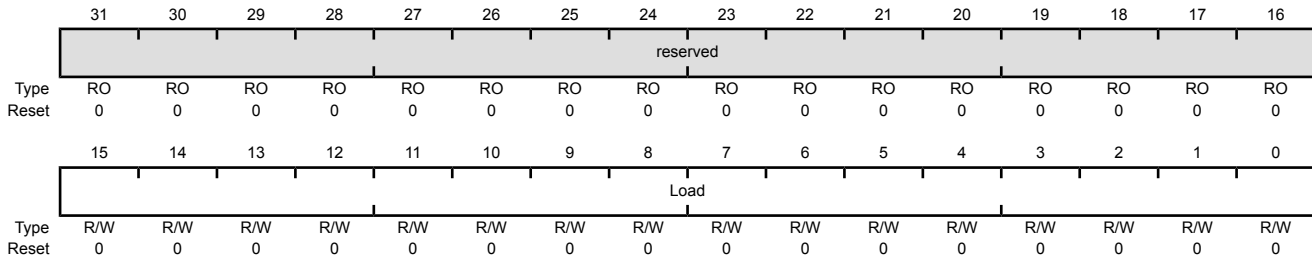 31 30 29 28 27 26 25 24 23 22 21 20 19 18 17 16
reserved
Type RO RO RO RO RO RO RO RO RO RO RO RO RO RO RO RO
Reset 0 0 0 0 0 0 0 0 0 0 0 0 0 0 0 0
15 14 13 12 11 10 9 8 7 6 5 4 3 2 1 0
Load
Type R/W R/W R/W R/W R/W R/W R/W R/W R/W R/W R/W R/W R/W R/W R/W R/W
Reset 0 0 0 0 0 0 0 0 0 0 0 0 0 0 0 0